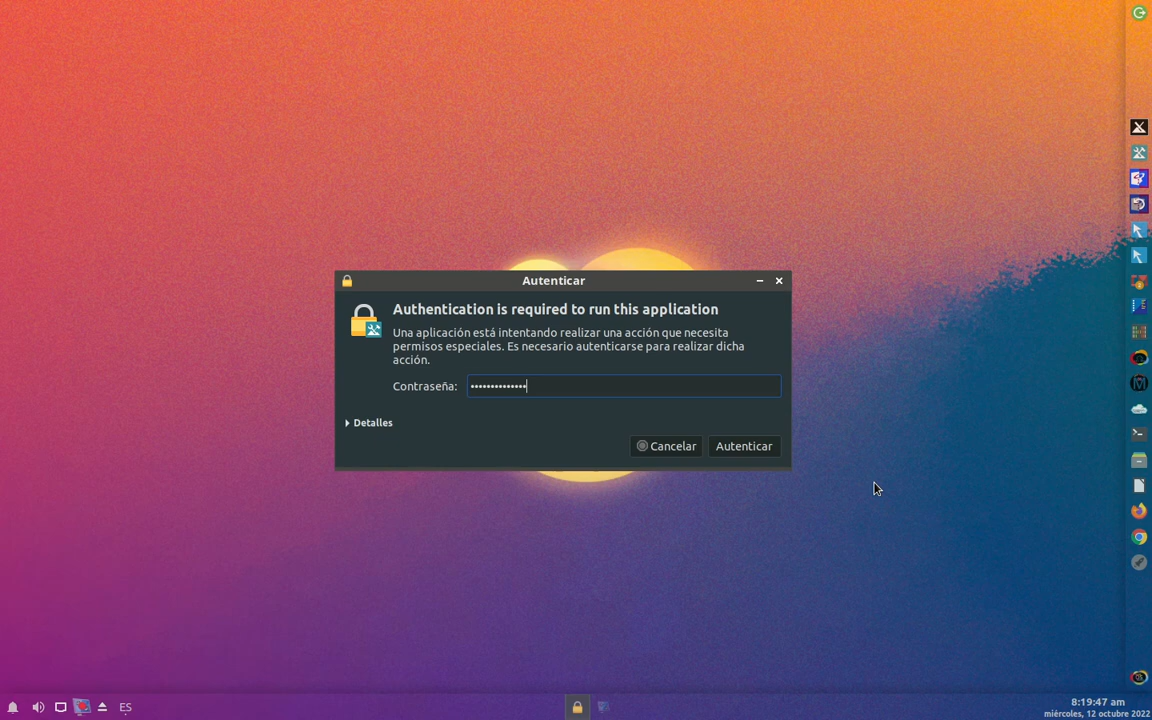 Autenticar
Authentication is required to run this application
Una aplicación está intentando realizar una acción que necesita
permisos especiales. Es necesario autenticarse para realizar dicha
acción.
Contraseña: ••••••••••••••
Detalles
Cancelar Autenticar
ES
8:19:47 am
miércoles, 12 octubre 2022